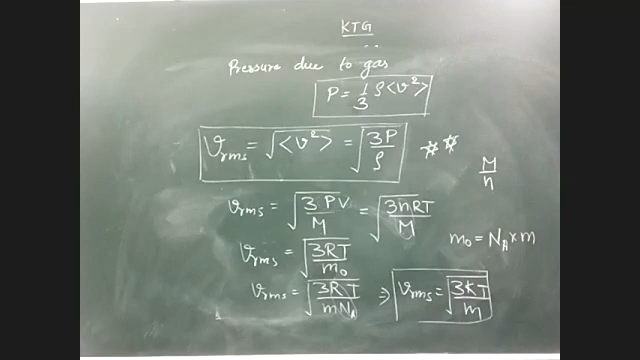 KTG
Pressure due to gas
P = 1/3 ρ<v²>
v_rms = √<v²> = √(3P/ρ) **
M/n
v_rms = √(3PV/M) = √(3nRT/M)
m₀ = N_A × m
v_rms = √(3RT/m₀)
v_rms = √(3RT/mN_A) ⇒ v_rms = √(3KT/m)